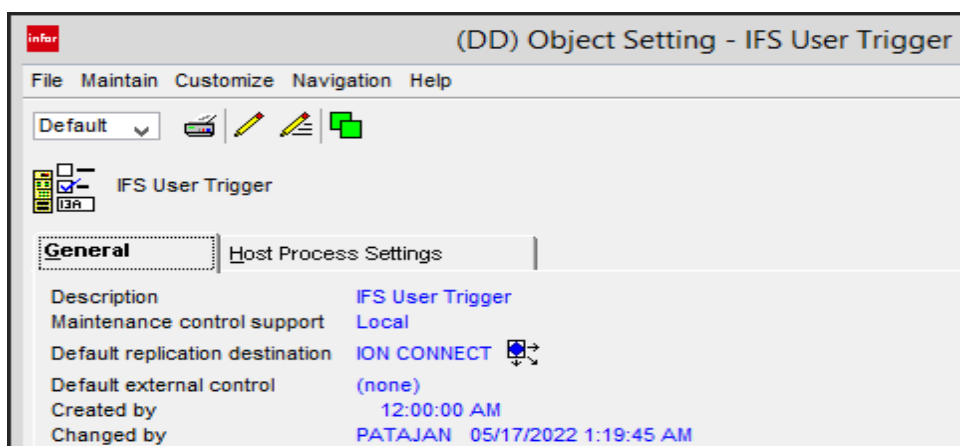 infor
(DD) Object Setting - IFS User Trigger
File Maintain Customize Navigation Help
Default
IFS User Trigger
13A
General Host Process Settings
Description IFS User Trigger
Maintenance control support Local
Default replication destination ION CONNECT
Default external control (none)
Created by 12:00:00 AM
Changed by PATAJAN 05/17/2022 1:19:45 AM